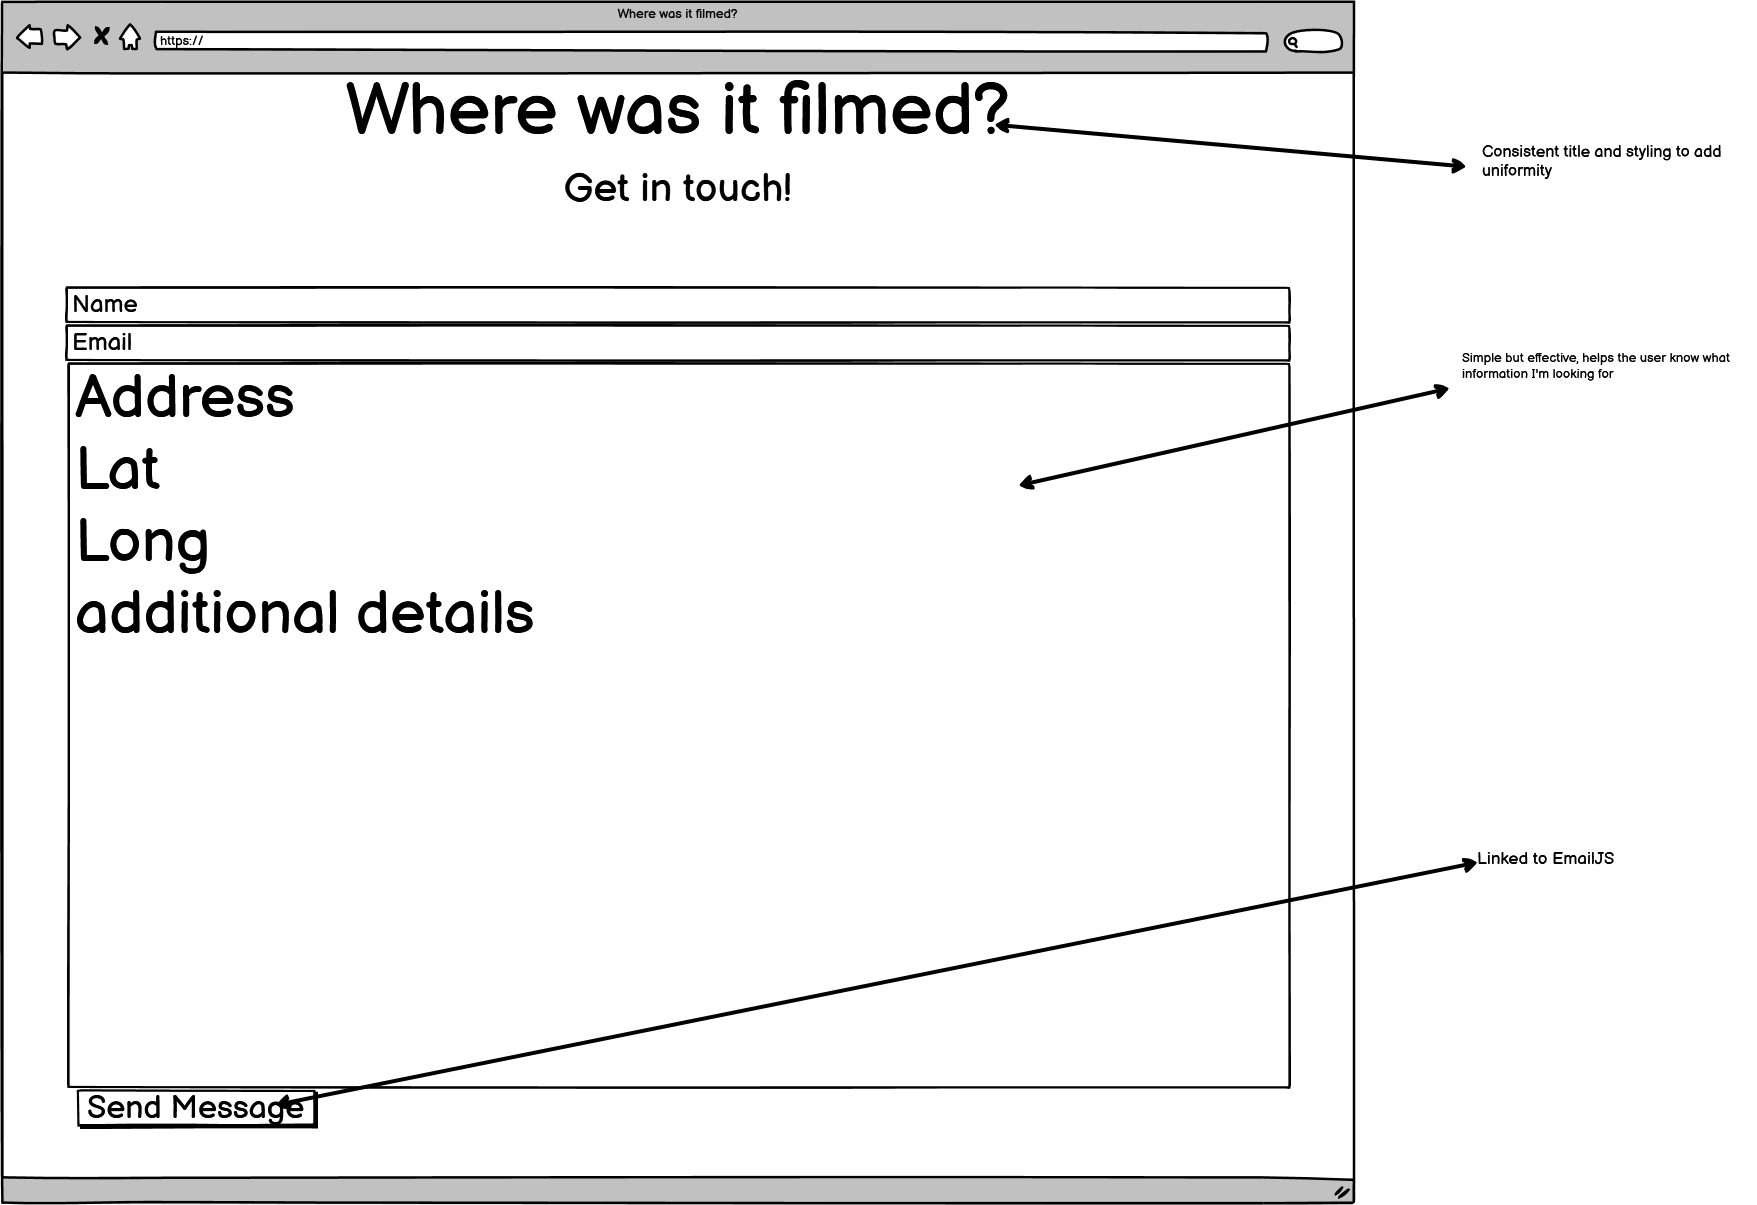 Where was it filmed?
https://
Where was it filmed?
Consistent title and styling to add
uniformity
Get in touch!
Name
Email
Simple but effective, helps the user know what
information I'm looking for
Address
Lat
Long
additional details
Linked to EmailJS
Send Message